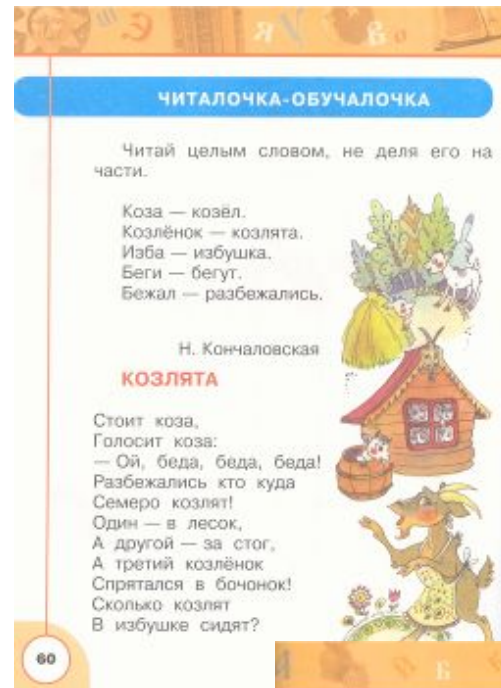 ЧИТАЛОЧКА-ОБУЧАЛОЧКА
Читай целым словом, не деля его на
части.
Коза — козёл.
Козлёнок — козлята.
Изба — избушка.
Беги — бегут.
Бежал — разбежались.
Н. Кончаловская
КОЗЛЯТА
Стоит коза,
Голосит коза:
— Ой, беда, беда, беда!
Разбежались кто куда
Семеро козлят!
Один — в лесок,
А другой — за стог,
А третий козлёнок
Спрятался в бочонок!
Сколько козлят
В избушке сидят?
60